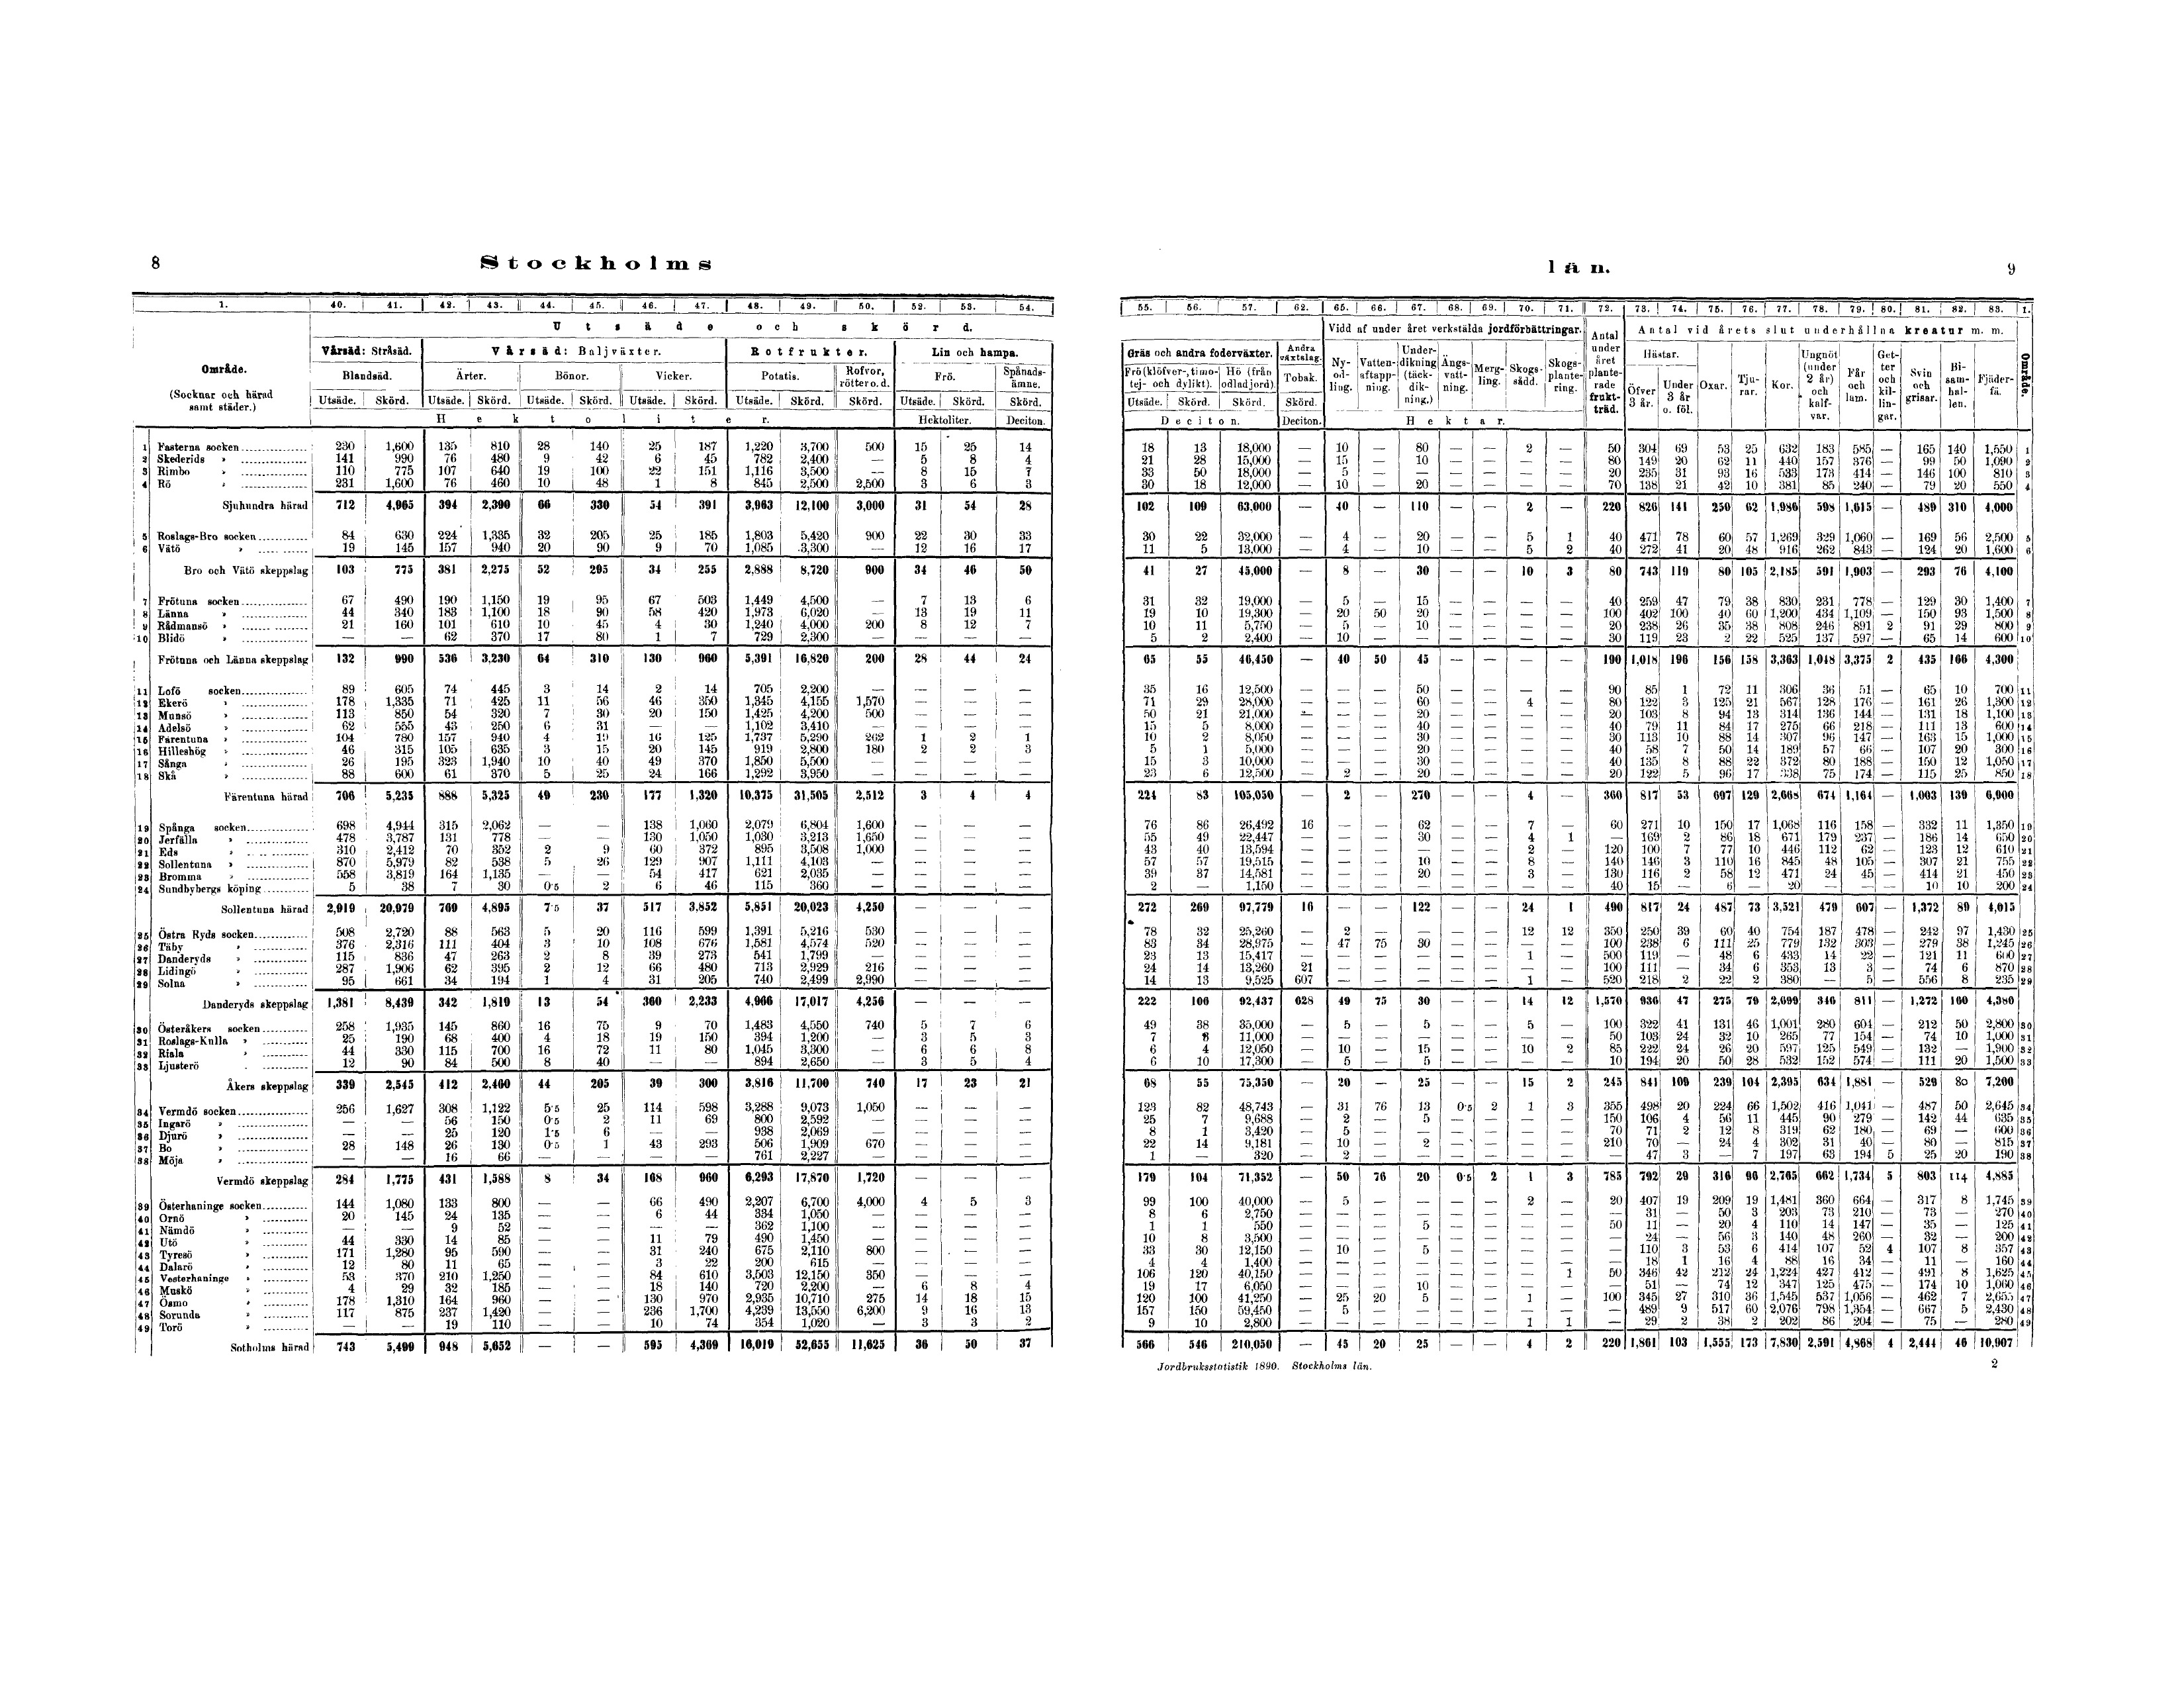 8 Stockholms
1. 40. 41. 42. 43. 44. 45. 46. 47. 48. 49. 50. 52. 53. 54.
Utsäde och skörd.
Område.
(Socknar och härad samt städer.)
Vårsäd: Stråsäd. Vårsäd: Baljväxter. Rotfrukter. Lin och hampa.
Blandsäd. Ärter. Bönor. Vicker. Potatis. Rofvor, rötter o. d. Frö. Spånadsämne.
Utsäde. Skörd. Utsäde. Skörd. Utsäde. Skörd. Utsäde. Skörd. Utsäde. Skörd. Skörd. Utsäde. Skörd. Skörd.
Hektoliter. Hektoliter. Deciton.
1 Fasterna socken 230 1,600 135 810 28 140 25 187 1,220 3,700 500 15 25 14
2 Skederids » 141 990 76 480 9 42 6 45 782 2,400 — 5 8 4
3 Rimbo » 110 775 107 640 19 100 22 151 1,116 3,500 — 8 15 7
4 Rö » 231 1,600 76 460 10 48 1 8 845 2,500 2,500 3 6 3
Sjuhundra härad 712 4,965 394 2,390 66 330 54 391 3,963 12,100 3,000 31 54 28
5 Roslags-Bro socken 84 630 224 1,335 32 205 25 185 1,803 5,420 900 22 30 33
6 Vätö » 19 145 157 940 20 90 9 70 1,085 3,300 — 12 16 17
Bro och Vätö skeppslag 103 775 381 2,275 52 295 34 255 2,888 8,720 900 34 46 50
7 Frötuna socken 67 490 190 1,150 19 95 67 503 1,449 4,500 — 7 13 6
8 Länna » 44 340 183 1,100 18 90 58 420 1,973 6,020 — 13 19 11
9 Rådmansö » 21 160 101 610 10 45 4 30 1,240 4,000 200 8 12 7
10 Blidö » — — 62 370 17 80 1 7 729 2,300 — — — —
Frötuna och Länna skeppslag 132 990 536 3,230 64 310 130 960 5,391 16,820 200 28 44 24
11 Lofö socken 89 605 74 445 3 14 2 14 705 2,200 — — — —
12 Ekerö » 178 1,335 71 425 11 56 46 350 1,345 4,155 1,570 — — —
13 Munsö » 113 850 54 320 7 30 20 150 1,425 4,200 500 — — —
14 Adelsö » 62 555 43 250 6 31 — — 1,102 3,410 — — — —
15 Färentuna » 104 780 157 940 4 19 16 125 1,737 5,290 262 1 2 1
16 Hilleshög » 46 315 105 635 3 15 20 145 919 2,800 180 2 2 3
17 Sånga » 26 195 323 1,940 10 40 49 370 1,850 5,500 — — — —
18 Skå » 88 600 61 370 5 25 24 166 1,292 3,950 — — — —
Färentuna härad 706 5,235 888 5,325 49 230 177 1,320 10,375 31,505 2,512 3 4 4
19 Spånga socken 698 4,944 315 2,062 — — 138 1,060 2,079 6,804 1,600 — — —
20 Jerfälla » 478 3,787 131 778 — — 130 1,050 1,030 3,213 1,650 — — —
21 Eds » 310 2,412 70 352 2 9 60 372 895 3,508 1,000 — — —
22 Sollentuna » 870 5,979 82 538 5 26 129 907 1,111 4,103 — — — —
23 Bromma » 558 3,819 164 1,135 — — 54 417 621 2,035 — — — —
24 Sundbybergs köping 5 38 7 30 0·5 2 6 46 115 360 — — — —
Sollentuna härad 2,919 20,979 769 4,895 7·5 37 517 3,852 5,851 20,023 4,250 — — —
25 Östra Ryds socken 508 2,720 88 563 5 20 116 599 1,391 5,216 530 — — —
26 Täby » 376 2,316 111 404 3 10 108 676 1,581 4,574 520 — — —
27 Danderyds » 115 836 47 263 2 8 39 273 541 1,799 — — — —
28 Lidingö » 287 1,906 62 395 2 12 66 480 713 2,929 216 — — —
29 Solna » 95 661 34 194 1 4 31 205 740 2,499 2,990 — — —
Danderyds skeppslag 1,381 8,439 342 1,819 13 54 360 2,233 4,966 17,017 4,256 — — —
30 Österåkers socken 258 1,935 145 860 16 75 9 70 1,483 4,550 740 5 7 6
31 Roslags-Kulla » 25 190 68 400 4 18 19 150 394 1,200 — 3 5 3
32 Riala » 44 330 115 700 16 72 11 80 1,045 3,300 — 6 6 8
33 Ljusterö » 12 90 84 500 8 40 — — 894 2,650 — 3 5 4
Åkers skeppslag 339 2,545 412 2,460 44 205 39 300 3,816 11,700 740 17 23 21
34 Vermdö socken 256 1,627 308 1,122 5·5 25 114 598 3,288 9,073 1,050 — — —
35 Ingarö » — — 56 150 0·5 2 11 69 800 2,592 — — — —
36 Djurö » — — 25 120 1·5 6 — — 938 2,069 — — — —
37 Bo » 28 148 26 130 0·5 1 43 293 506 1,909 670 — — —
38 Möja » — — 16 66 — — — — 761 2,227 — — — —
Vermdö skeppslag 284 1,775 431 1,588 8 34 168 960 6,293 17,870 1,720 — — —
39 Österhaninge socken 144 1,080 133 800 — — 66 490 2,207 6,700 4,000 4 5 3
40 Ornö » 20 145 24 135 — — 6 44 334 1,050 — — — —
41 Nämdö » — — 9 52 — — — — 362 1,100 — — — —
42 Utö » 44 330 14 85 — — 11 79 490 1,450 — — — —
43 Tyresö » 171 1,280 95 590 — — 31 240 675 2,110 800 — — —
44 Dalarö » 12 80 11 65 — — 3 22 200 615 — — — —
45 Vesterhaninge » 53 370 210 1,250 — — 84 610 3,503 12,150 350 — — —
46 Muskö » 4 29 32 185 — — 18 140 720 2,200 — 6 8 4
47 Ösmo » 178 1,310 164 960 — — 130 970 2,935 10,710 275 14 18 15
48 Sorunda » 117 875 237 1,420 — — 236 1,700 4,239 13,550 6,200 9 16 13
49 Torö » — — 19 110 — — 10 74 354 1,020 — 3 3 2
Sotholms härad 743 5,499 948 5,652 — — 595 4,369 16,019 52,655 11,625 36 50 37
län. 9
55. 56. 57. 62. 65. 66. 67. 68. 69. 70. 71. 72. 73. 74. 75. 76. 77. 78. 79. 80. 81. 82. 83. 1.
Gräs och andra foderväxter. Andra växtslag. Vidd af under året verkstälda jordförbättringar. Antal under året planterade fruktträd. Antal vid årets slut underhållna kreatur m. m. Område.
Frö (klöfver-, timotej- och dylikt). Hö (från odlad jord). Tobak. Nyodling. Vattenaftappning. Underdikning (täckdikning.) Ängsvattning. Mergling. Skogssådd. Skogsplantering. Hästar. Öfver 3 år. Under 3 år o. föl. Oxar. Tjurar. Kor. Ungnöt (under 2 år) och kalfvar. Får och lam. Getter och killingar. Svin och grisar. Bisamhallen. Fjäderfä.
Utsäde. Skörd. Skörd. Skörd.
Deciton. Deciton. Hektar.
18 13 18,000 — 10 — 80 — — 2 — 50 304 69 53 25 632 183 585 — 165 140 1,550 1
21 28 15,000 — 15 — 10 — — — — 80 149 20 62 11 440 157 376 — 99 50 1,090 2
33 50 18,000 — 5 — — — — — — 20 235 31 93 16 533 173 414 — 146 100 810 3
30 18 12,000 — 10 — 20 — — — — 70 138 21 42 10 381 85 240 — 79 20 550 4
102 109 63,000 — 40 — 110 — — 2 — 220 826 141 250 62 1,986 598 1,615 — 489 310 4,000
30 22 32,000 — 4 — 20 — — 5 1 40 471 78 60 57 1,269 329 1,060 — 169 56 2,500 5
11 5 13,000 — 4 — 10 — — 5 2 40 272 41 20 48 916 262 843 — 124 20 1,600 6
41 27 45,000 — 8 — 30 — — 10 3 80 743 119 80 105 2,185 591 1,903 — 293 76 4,100
31 32 19,000 — 5 — 15 — — — — 40 259 47 79 38 830 231 778 — 129 30 1,400 7
19 10 19,300 — 20 50 20 — — — — 100 402 100 40 60 1,200 434 1,109 — 150 93 1,500 8
10 11 5,750 — 5 — 10 — — — — 20 238 26 35 38 808 246 891 2 91 29 800 9
5 2 2,400 — 10 — — — — — — 30 119 23 2 22 525 137 597 — 65 14 600 10
65 55 46,450 — 40 50 45 — — — — 190 1,018 196 156 158 3,363 1,048 3,375 2 435 166 4,300
35 16 12,500 — — — 50 — — — — 90 85 1 72 11 306 36 51 — 65 10 700 11
71 29 28,000 — — — 60 — — 4 — 80 122 3 125 21 567 128 176 — 161 26 1,300 12
50 21 21,000 — — — 20 — — — — 20 103 8 94 13 314 136 144 — 131 18 1,100 13
15 5 8,000 — — — 40 — — — — 40 79 11 84 17 275 66 218 — 111 13 600 14
10 2 8,050 — — — 30 — — — — 30 113 10 88 14 307 96 147 — 163 15 1,000 15
5 1 5,000 — — — 20 — — — — 40 58 7 50 14 189 57 66 — 107 20 300 16
15 3 10,000 — — — 30 — — — — 40 135 8 88 22 372 80 188 — 150 12 1,050 17
23 6 12,500 — 2 — 20 — — — — 20 122 5 96 17 338 75 174 — 115 25 850 18
224 83 105,050 — 2 — 270 — — 4 — 360 817 53 697 129 2,668 674 1,164 — 1,003 139 6,900
76 86 26,492 16 — — 62 — — 7 — 60 271 10 150 17 1,068 116 158 — 332 11 1,350 19
55 49 22,447 — — — 30 — — 4 1 — 169 2 86 18 671 179 237 — 186 14 650 20
43 40 13,594 — — — — — — 2 — 120 100 7 77 10 446 112 62 — 123 12 610 21
57 57 19,515 — — — 10 — — 8 — 140 146 3 110 16 845 48 105 — 307 21 755 22
39 37 14,581 — — — 20 — — 3 — 130 116 2 58 12 471 24 45 — 414 21 450 23
2 — 1,150 — — — — — — — — 40 15 — 6 — 20 — — — 10 10 200 24
272 269 97,779 16 — — 122 — — 24 1 490 817 24 487 73 3,521 479 607 — 1,372 89 4,015
78 32 25,260 — 2 — — — — 12 12 350 250 39 60 40 754 187 478 — 242 97 1,430 25
83 34 28,975 — 47 75 30 — — — — 100 238 6 111 25 779 132 303 — 279 38 1,245 26
23 13 15,417 — — — — — — 1 — 500 119 — 48 6 433 14 22 — 121 11 600 27
24 14 13,260 21 — — — — — — — 100 111 — 34 6 353 13 3 — 74 6 870 28
14 13 9,525 607 — — — — — 1 — 520 218 2 22 2 380 — 5 — 556 8 235 29
222 106 92,437 628 49 75 30 — — 14 12 1,570 936 47 275 79 2,699 346 811 — 1,272 160 4,380
49 38 35,000 — 5 — 5 — — 5 — 100 322 41 131 46 1,001 280 604 — 212 50 2,800 30
7 8 11,000 — — — — — — — — 50 103 24 32 10 265 77 154 — 74 10 1,000 31
6 4 12,050 — 10 — 15 — — 10 2 85 222 24 26 20 597 125 549 — 132 — 1,900 32
6 10 17,300 — 5 — 5 — — — — 10 194 20 50 28 532 152 574 — 111 20 1,500 33
68 55 75,350 — 20 — 25 — — 15 2 245 841 109 239 104 2,395 634 1,881 — 529 80 7,200
123 82 48,743 — 31 76 13 0·5 2 1 3 355 498 20 224 66 1,502 416 1,041 — 487 50 2,645 34
25 7 9,688 — 2 — 5 — — — — 150 106 4 56 11 445 90 279 — 142 44 635 35
8 1 3,420 — 5 — — — — — — 70 71 2 12 8 319 62 180 — 69 — 600 36
22 14 9,181 — 10 — 2 — — — — 210 70 — 24 4 302 31 40 — 80 — 815 37
1 — 320 — 2 — — — — — — — 47 3 — 7 197 63 194 5 25 20 190 38
179 104 71,352 — 50 76 20 0·5 2 1 3 785 792 29 316 96 2,765 662 1,734 5 803 114 4,885
99 100 40,000 — 5 — — — — 2 — 20 407 19 209 19 1,481 360 664 — 317 8 1,745 39
8 6 2,750 — — — — — — — — — 31 — 50 3 203 73 210 — 73 — 270 40
1 1 550 — — — 5 — — — — 50 11 — 20 4 110 14 147 — 35 — 125 41
10 8 3,500 — — — — — — — — — 24 — 56 3 140 48 260 — 32 — 200 42
33 30 12,150 — 10 — 5 — — — — — 110 3 53 6 414 107 52 4 107 8 357 43
4 4 1,400 — — — — — — — — — 18 1 16 4 88 16 34 — 11 — 160 44
106 120 40,150 — — — — — — — 1 50 346 42 212 24 1,224 427 412 — 491 8 1,625 45
19 17 6,050 — — — 10 — — — — — 51 — 74 12 347 125 475 — 174 10 1,060 46
120 100 41,250 — 25 20 5 — — 1 — 100 345 27 310 36 1,545 537 1,056 — 462 7 2,655 47
157 150 59,450 — 5 — — — — — — — 489 9 517 60 2,076 798 1,354 — 667 5 2,430 48
9 10 2,800 — — — — — — 1 1 — 29 2 38 2 202 86 204 — 75 — 280 49
566 546 210,050 — 45 20 25 — — 4 2 220 1,861 103 1,555 173 7,830 2,591 4,868 4 2,444 46 10,907
Jordbruksstatistik 1890. Stockholms län. 2